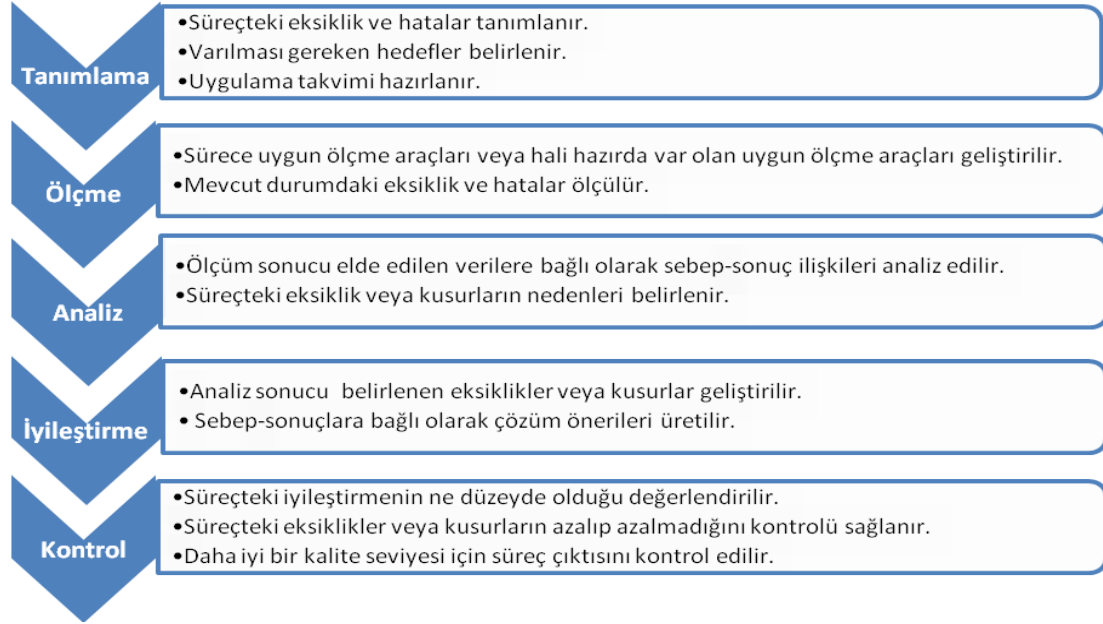 Tanımlama
•Süreçteki eksiklik ve hatalar tanımlanır.
•Varılması gereken hedefler belirlenir.
•Uygulama takvimi hazırlanır.
Ölçme
•Sürece uygun ölçme araçları veya hali hazırda var olan uygun ölçme araçları geliştirilir.
•Mevcut durumdaki eksiklik ve hatalar ölçülür.
Analiz
•Ölçüm sonucu elde edilen verilere bağlı olarak sebep-sonuç ilişkileri analiz edilir.
•Süreçteki eksiklik veya kusurların nedenleri belirlenir.
İyileştirme
•Analiz sonucu belirlenen eksiklikler veya kusurlar geliştirilir.
• Sebep-sonuçlara bağlı olarak çözüm önerileri üretilir.
Kontrol
•Süreçteki iyileştirmenin ne düzeyde olduğu değerlendirilir.
•Süreçteki eksiklikler veya kusurların azalıp azalmadığını kontrolü sağlanır.
•Daha iyi bir kalite seviyesi için süreç çıktısını kontrol edilir.